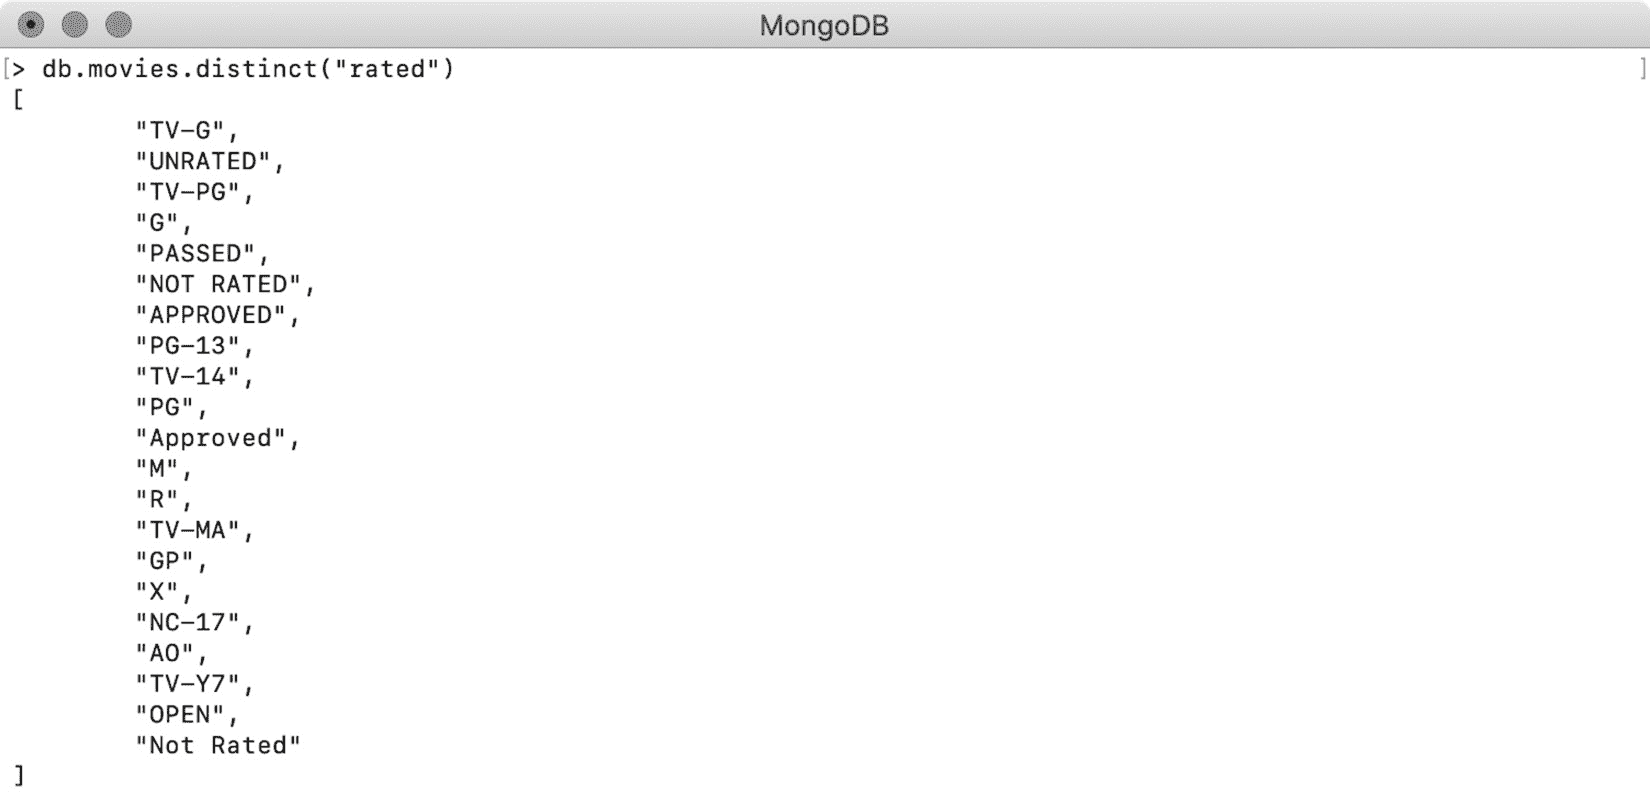 MongoDB
[> db.movies.distinct("rated") ]
[
"TV-G",
"UNRATED",
"TV-PG",
"G",
"PASSED",
"NOT RATED",
"APPROVED",
"PG-13",
"TV-14",
"PG",
"Approved",
"M",
"R",
"TV-MA",
"GP",
"X",
"NC-17",
"AO",
"TV-Y7",
"OPEN",
"Not Rated"
]